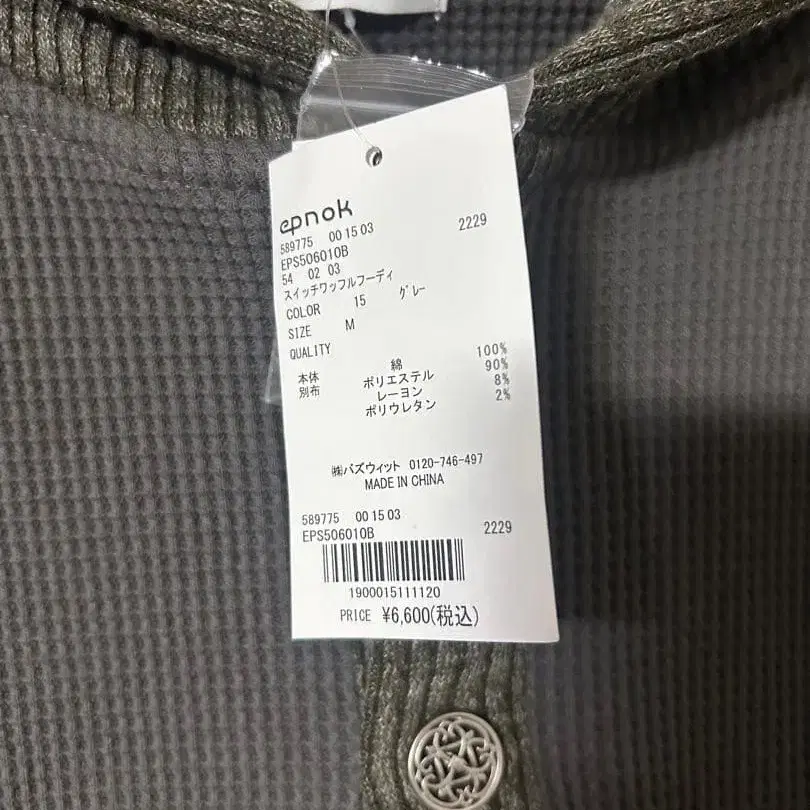 epnok
589775 00 15 03 2229
EPS506010B
54 02 03
スイッチワッフルフーディ
COLOR 15 グレー
SIZE M
QUALITY
本体 綿 100%
別布 ポリエステル 90%
レーヨン 8%
ポリウレタン 2%
㈱バズウィット 0120-746-497
MADE IN CHINA
589775 00 15 03
EPS506010B 2229
1900015111120
PRICE ¥6,600(税込)